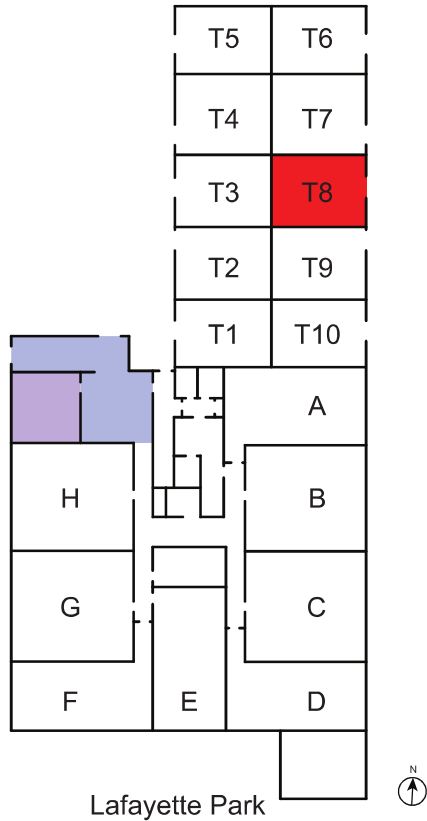 T5 T6
T4 T7
T3 T8
T2 T9
T1 T10
A
H B
G C
F E D
N
Lafayette Park